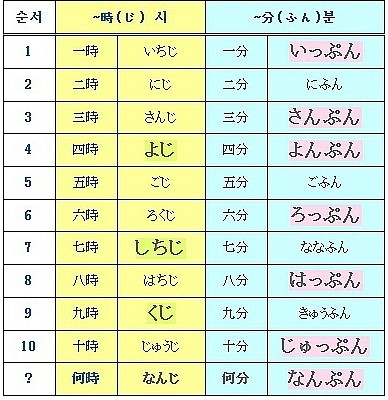 순서 ~時(じ) 시 ~分(ふん)분
1 一時 いちじ 一分 いっぷん
2 二時 にじ 二分 にふん
3 三時 さんじ 三分 さんぷん
4 四時 よじ 四分 よんぷん
5 五時 ごじ 五分 ごふん
6 六時 ろくじ 六分 ろっぷん
7 七時 しちじ 七分 ななふん
8 八時 はちじ 八分 はっぷん
9 九時 くじ 九分 きゅうふん
10 十時 じゅうじ 十分 じゅっぷん
? 何時 なんじ 何分 なんぷん